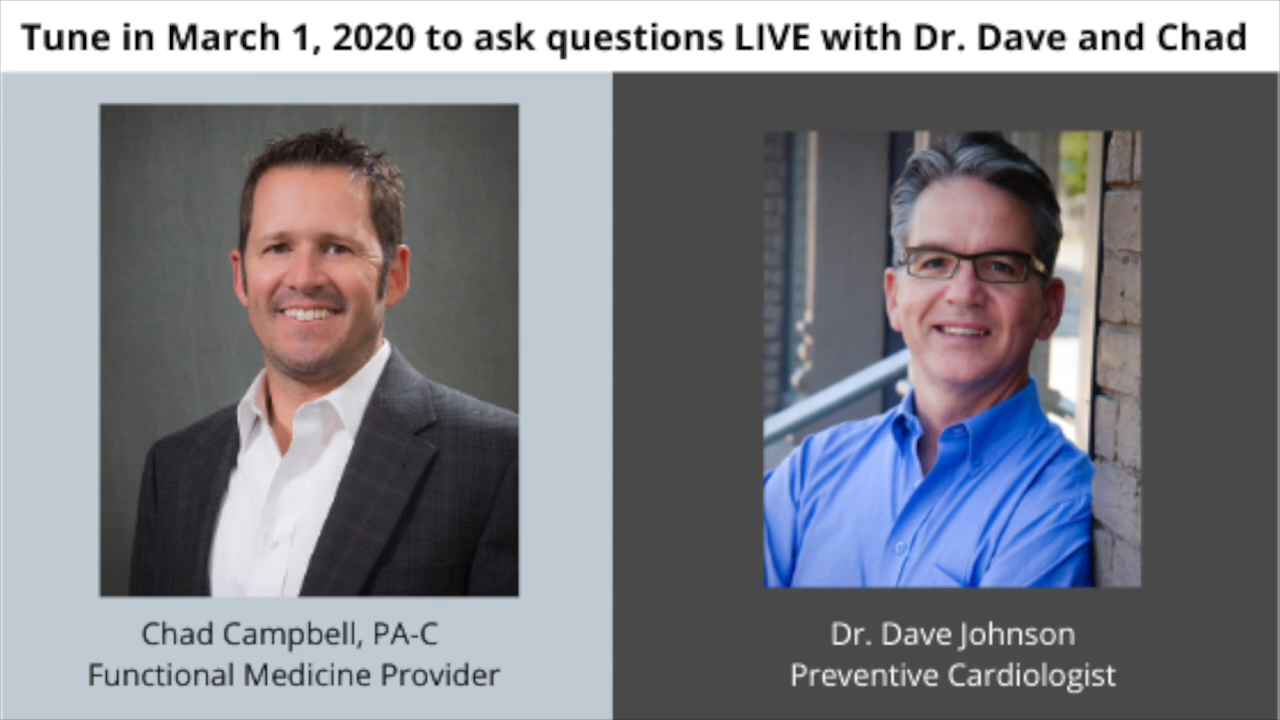 Tune in March 1, 2020 to ask questions LIVE with Dr. Dave and Chad
Chad Campbell, PA-C
Functional Medicine Provider
Dr. Dave Johnson
Preventive Cardiologist